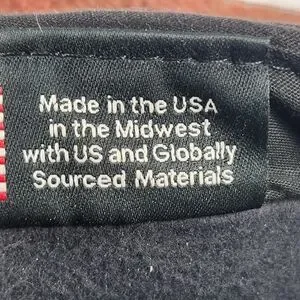 Made in the USA
in the Midwest
with US and Globally
Sourced Materials